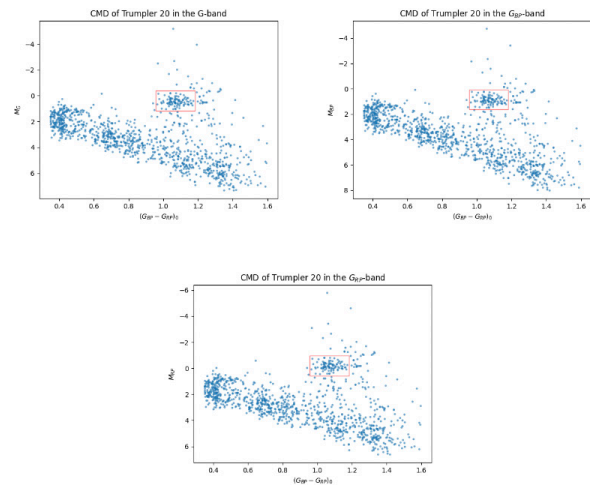 CMD of Trumpler 20 in the G-band
M_G
−4
−2
0
2
4
6
0.4 0.6 0.8 1.0 1.2 1.4 1.6
(G_BP − G_RP)_0
CMD of Trumpler 20 in the G_BP-band
M_BP
−4
−2
0
2
4
6
8
0.4 0.6 0.8 1.0 1.2 1.4 1.6
(G_BP − G_RP)_0
CMD of Trumpler 20 in the G_RP-band
M_RP
−6
−4
−2
0
2
4
6
0.4 0.6 0.8 1.0 1.2 1.4 1.6
(G_BP − G_RP)_0